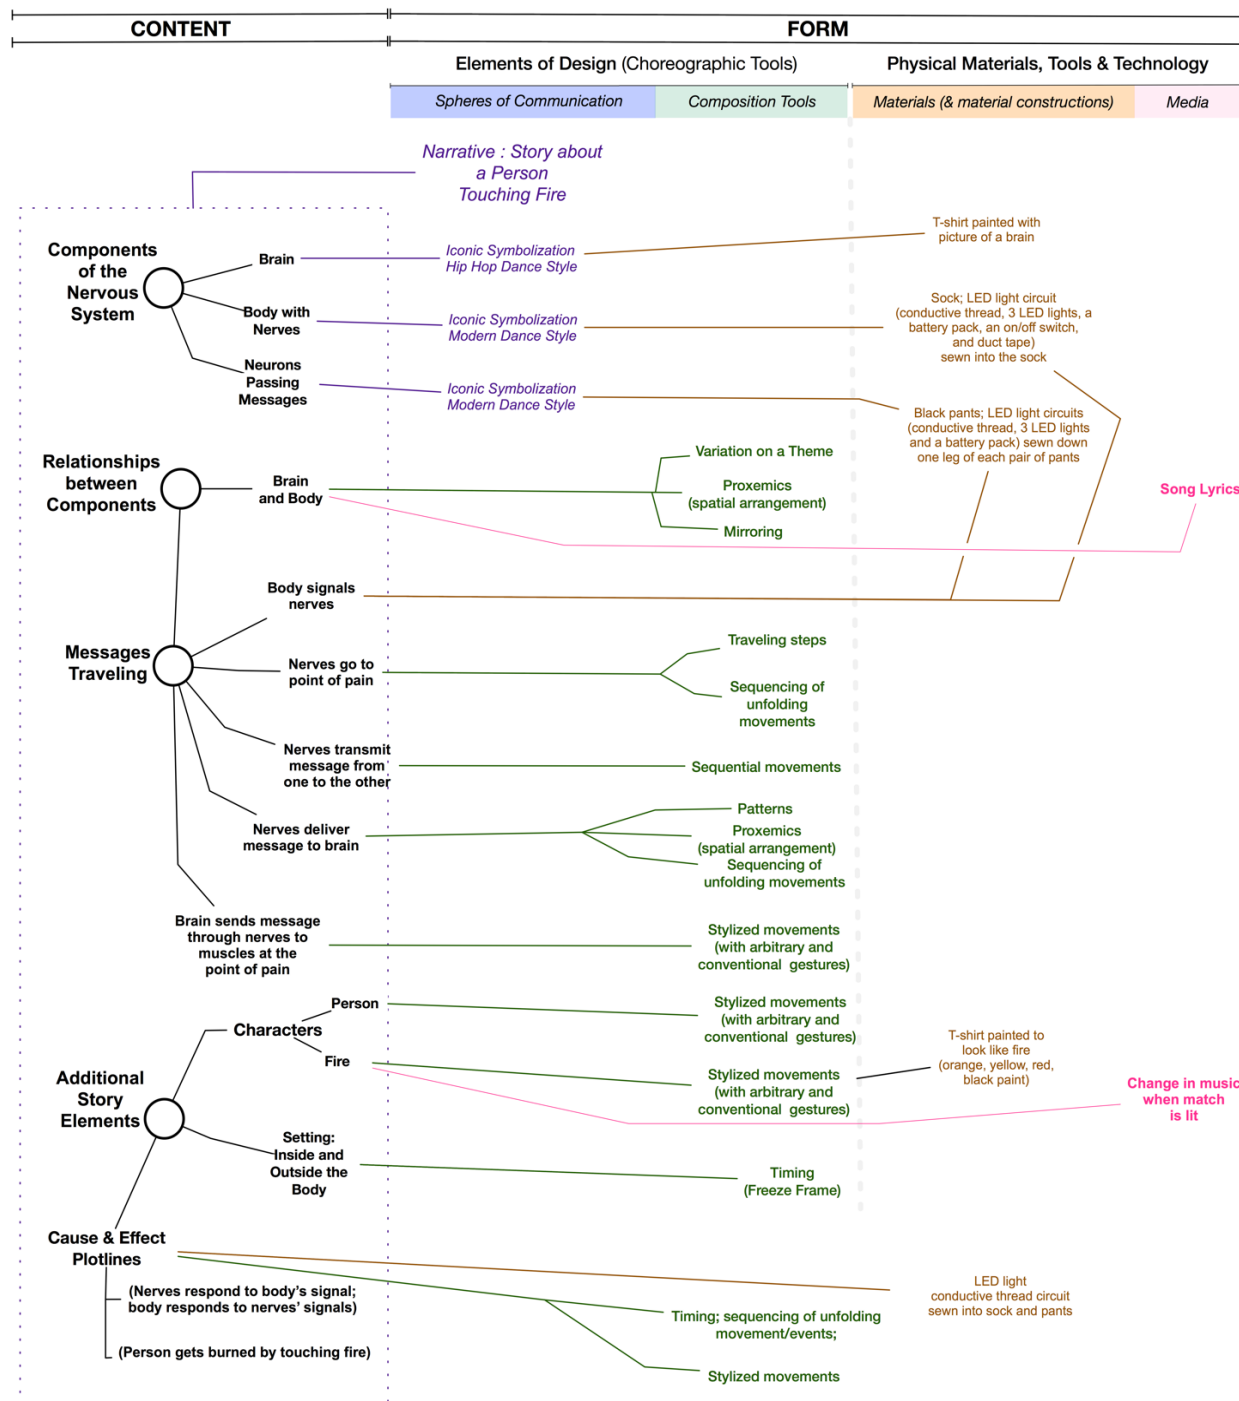 CONTENT
FORM
Elements of Design (Choreographic Tools)
Physical Materials, Tools & Technology
Spheres of Communication
Composition Tools
Materials (& material constructions)
Media
Narrative : Story about
a Person
Touching Fire
Components
of the
Nervous
System
Brain
Iconic Symbolization
Hip Hop Dance Style
T-shirt painted with
picture of a brain
Body with
Nerves
Iconic Symbolization
Modern Dance Style
Sock; LED light circuit
(conductive thread, 3 LED lights, a
battery pack, an on/off switch,
and duct tape)
sewn into the sock
Neurons
Passing
Messages
Iconic Symbolization
Modern Dance Style
Black pants; LED light circuits
(conductive thread, 3 LED lights
and a battery pack) sewn down
one leg of each pair of pants
Relationships
between
Components
Brain
and Body
Variation on a Theme
Proxemics
(spatial arrangement)
Mirroring
Song Lyrics
Messages
Traveling
Body signals
nerves
Nerves go to
point of pain
Traveling steps
Sequencing of
unfolding
movements
Nerves transmit
message from
one to the other
Sequential movements
Nerves deliver
message to brain
Patterns
Proxemics
(spatial arrangement)
Sequencing of
unfolding movements
Brain sends message
through nerves to
muscles at the
point of pain
Stylized movements
(with arbitrary and
conventional gestures)
Additional
Story
Elements
Characters
Person
Stylized movements
(with arbitrary and
conventional gestures)
Fire
Stylized movements
(with arbitrary and
conventional gestures)
T-shirt painted to
look like fire
(orange, yellow, red,
black paint)
Change in music
when match
is lit
Setting:
Inside and
Outside the
Body
Timing
(Freeze Frame)
Cause & Effect
Plotlines
(Nerves respond to body's signal;
body responds to nerves' signals)
(Person gets burned by touching fire)
LED light
conductive thread circuit
sewn into sock and pants
Timing; sequencing of unfolding
movement/events;
Stylized movements